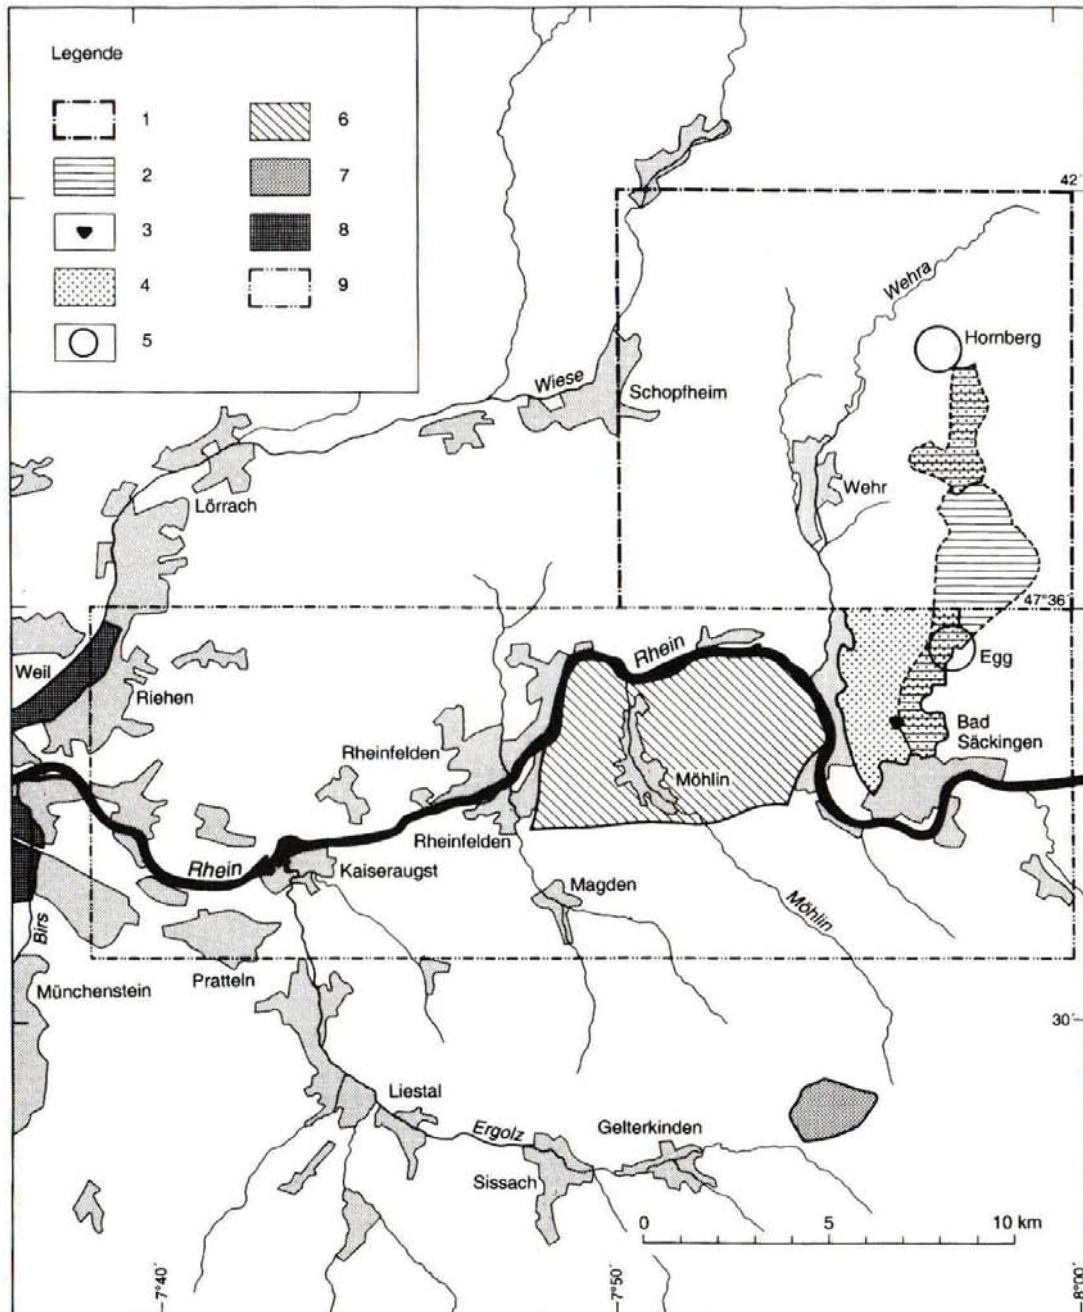 Legende
1
6
2
7
3
8
4
9
5
42´
Wehra
Hornberg
Wiese
Schopfheim
Wehr
Lörrach
47°36´
Rhein
Weil
Egg
Riehen
Bad
Säckingen
Rheinfelden
Möhlin
Rheinfelden
Rhein
Kaiseraugst
Magden
Möhlin
Birs
Pratteln
Münchenstein
30´
Liestal
Ergolz
Gelterkinden
Sissach
0 5 10 km
7°40´
7°50´
8°00´